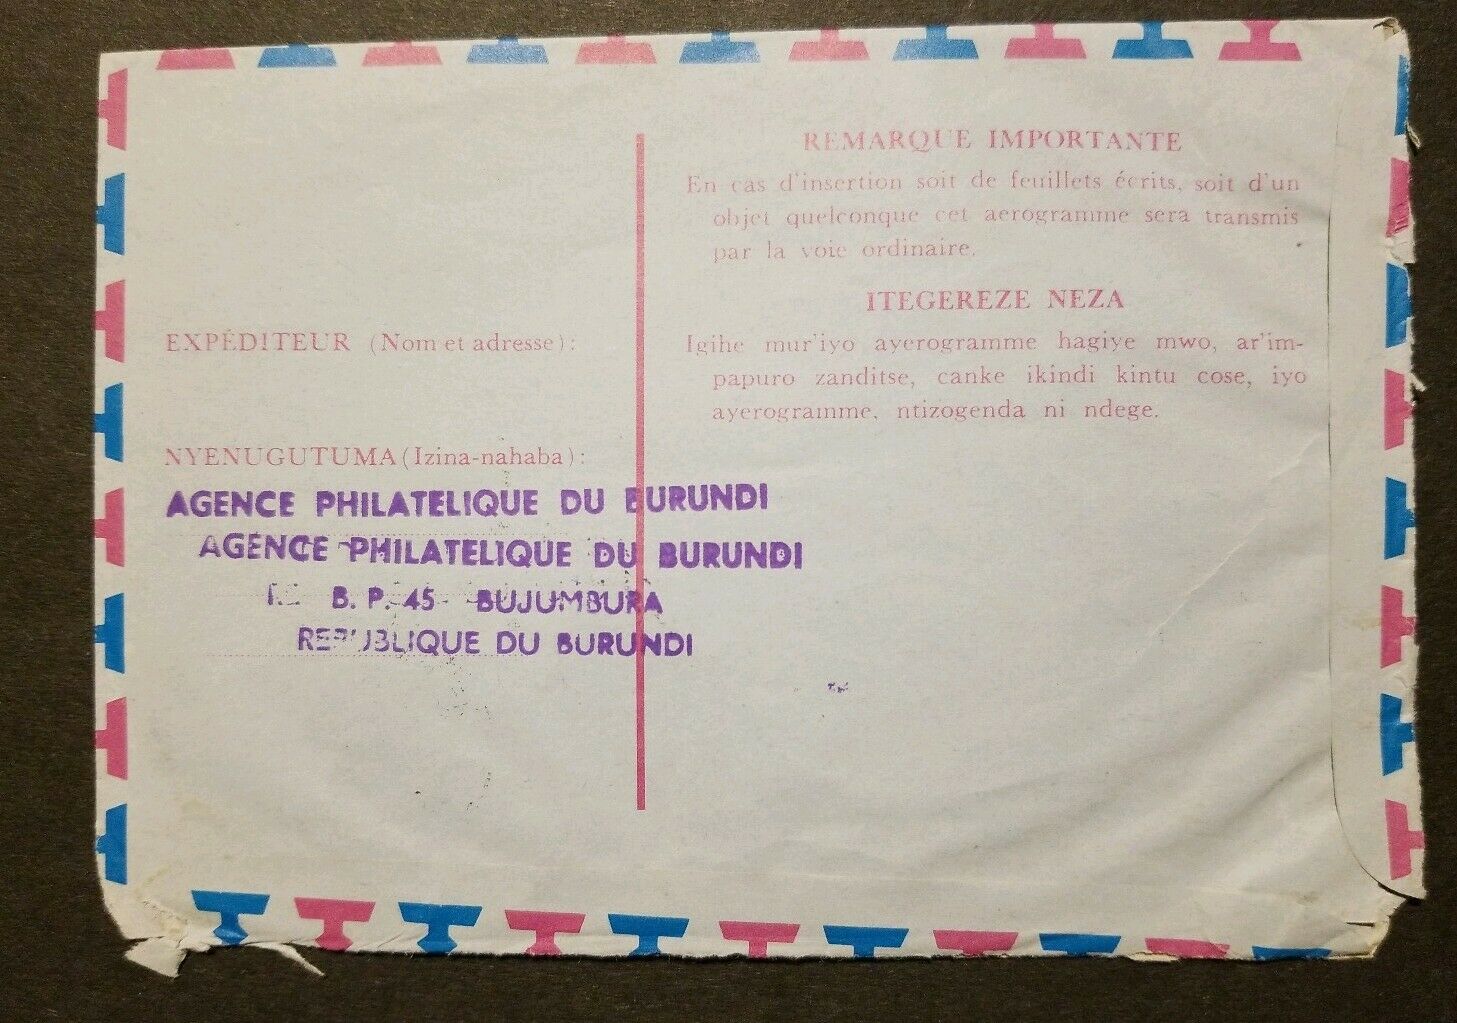 REMARQUE IMPORTANTE
En cas d'insertion soit de feuillets écrits, soit d'un
objet quelconque cet aerogramme sera transmis
par la voie ordinaire.
ITEGEREZE NEZA
Igihe mur'iyo ayerogramme hagiye mwo, ar'im-
papuro zanditse, canke ikindi kintu cose, iyo
ayerogramme, ntizogenda ni ndege.
EXPÉDITEUR (Nom et adresse):
NYENUGUTUMA (Izina-nahaba):
AGENCE PHILATELIQUE DU BURUNDI
AGENCE PHILATELIQUE DU BURUNDI
B. P. 45 BUJUMBURA
REPUBLIQUE DU BURUNDI